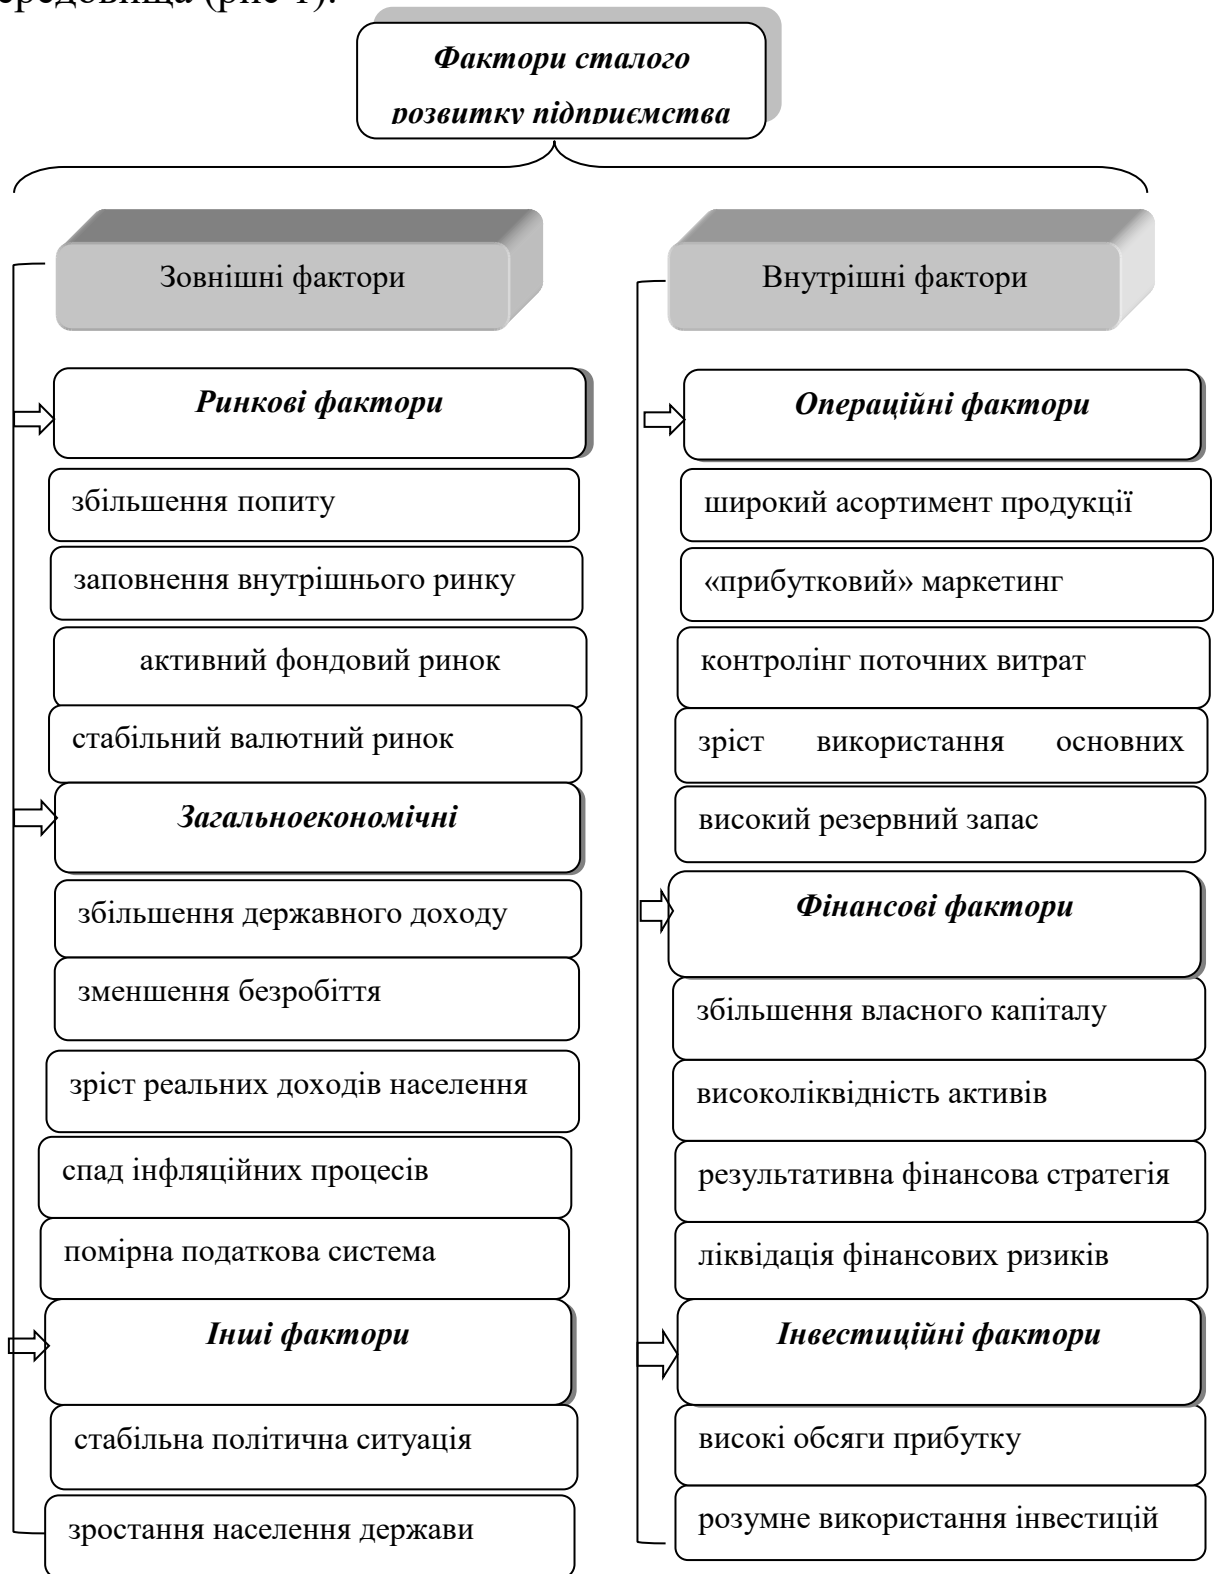 (рис 1).
Фактори сталого
розвитку підприємства
Зовнішні фактори
Ринкові фактори
збільшення попиту
заповнення внутрішнього ринку
активний фондовий ринок
стабільний валютний ринок
Загальноекономічні
збільшення державного доходу
зменшення безробіття
зріст реальних доходів населення
спад інфляційних процесів
помірна податкова система
Інші фактори
стабільна політична ситуація
зростання населення держави
Внутрішні фактори
Операційні фактори
широкий асортимент продукції
«прибутковий» маркетинг
контролінг поточних витрат
зріст використання основних
високий резервний запас
Фінансові фактори
збільшення власного капіталу
високоліквідність активів
результативна фінансова стратегія
ліквідація фінансових ризиків
Інвестиційні фактори
високі обсяги прибутку
розумне використання інвестицій